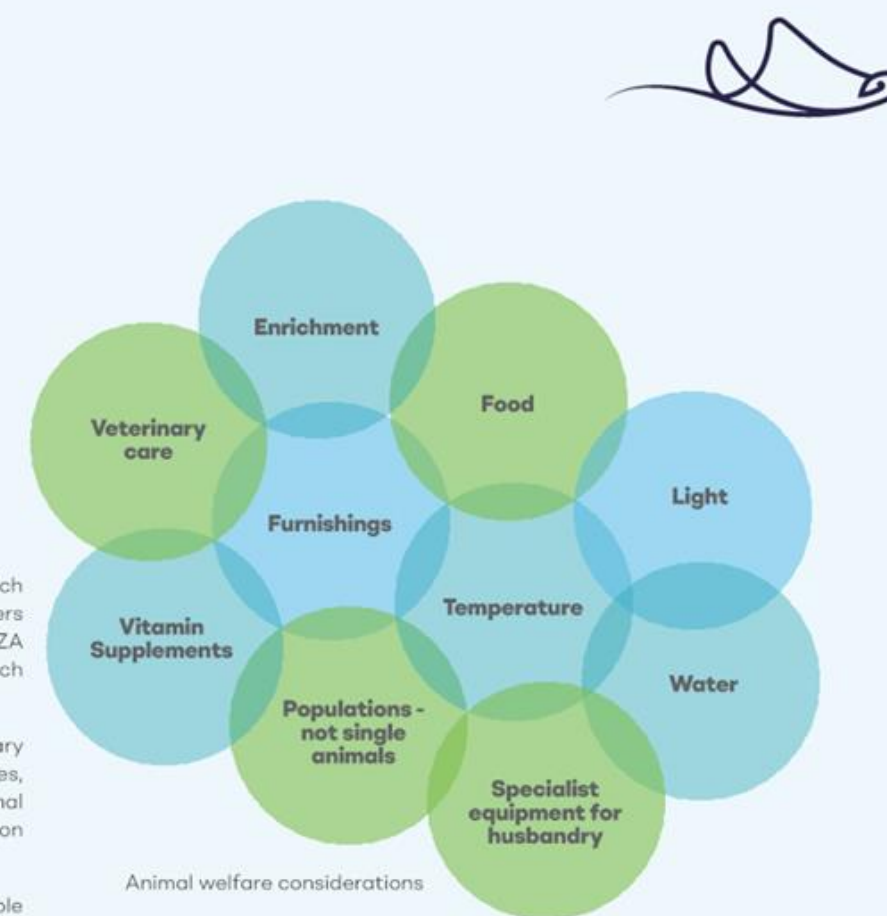 Enrichment
Food
Veterinary
care
Light
Furnishings
Temperature
Vitamin
Supplements
Water
Populations -
not single
animals
Specialist
equipment for
husbandry
Animal welfare considerations